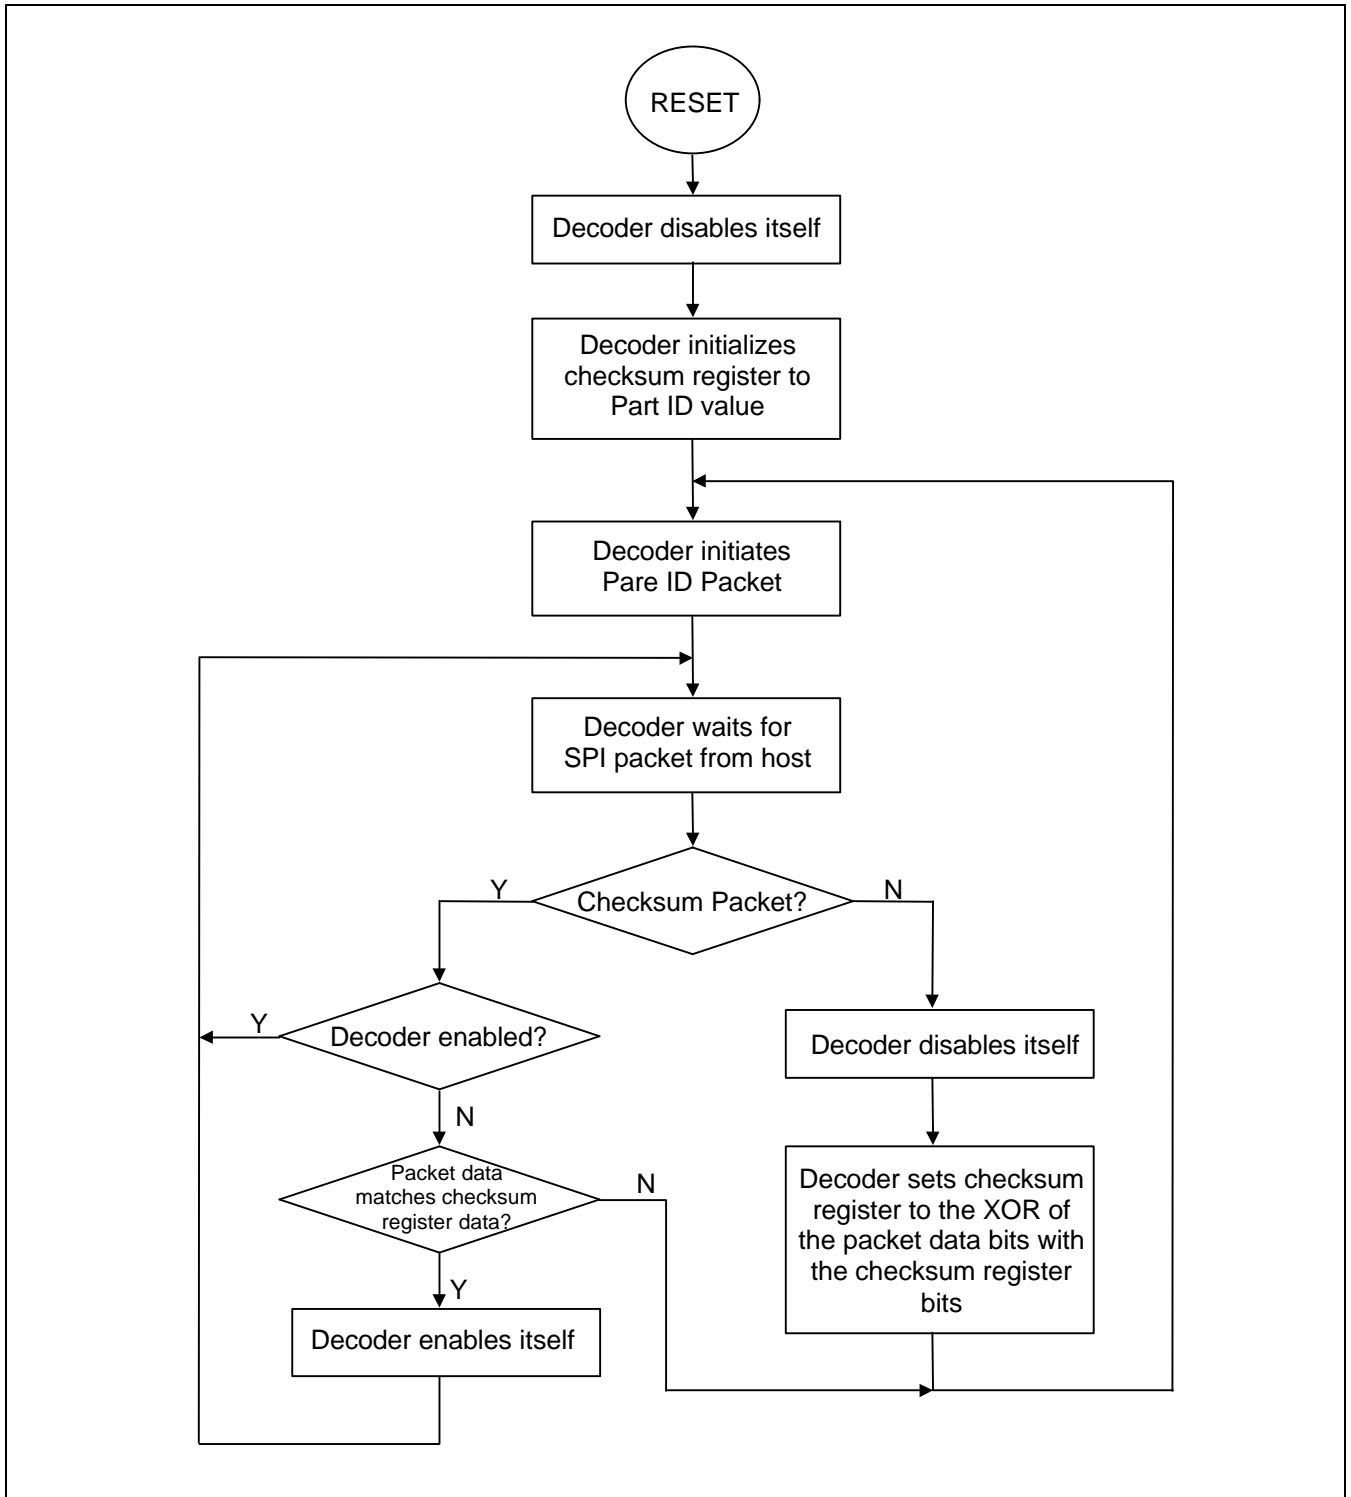 RESET
Decoder disables itself
Decoder initializes
checksum register to
Part ID value
Decoder initiates
Pare ID Packet
Decoder waits for
SPI packet from host
Checksum Packet?
Y
N
Decoder enabled?
Y
N
Decoder disables itself
Packet data
matches checksum
register data?
N
Y
Decoder sets checksum
register to the XOR of
the packet data bits with
the checksum register
bits
Decoder enables itself